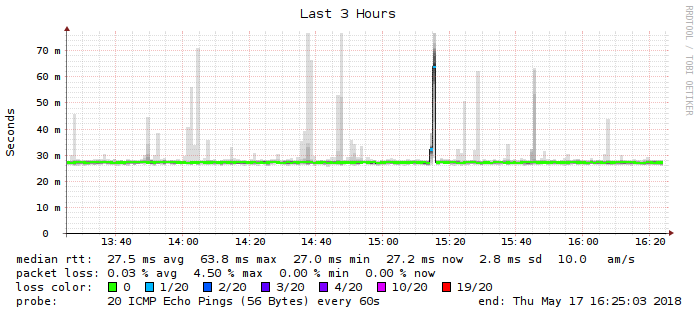 Last 3 Hours
RRDTOOL / TOBI OETIKER
Seconds
70 m
60 m
50 m
40 m
30 m
20 m
10 m
0
13:40 14:00 14:20 14:40 15:00 15:20 15:40 16:00 16:20
median rtt: 27.5 ms avg 63.8 ms max 27.0 ms min 27.2 ms now 2.8 ms sd 10.0 am/s
packet loss: 0.03 % avg 4.50 % max 0.00 % min 0.00 % now
loss color: 0 1/20 2/20 3/20 4/20 10/20 19/20
probe: 20 ICMP Echo Pings (56 Bytes) every 60s end: Thu May 17 16:25:03 2018